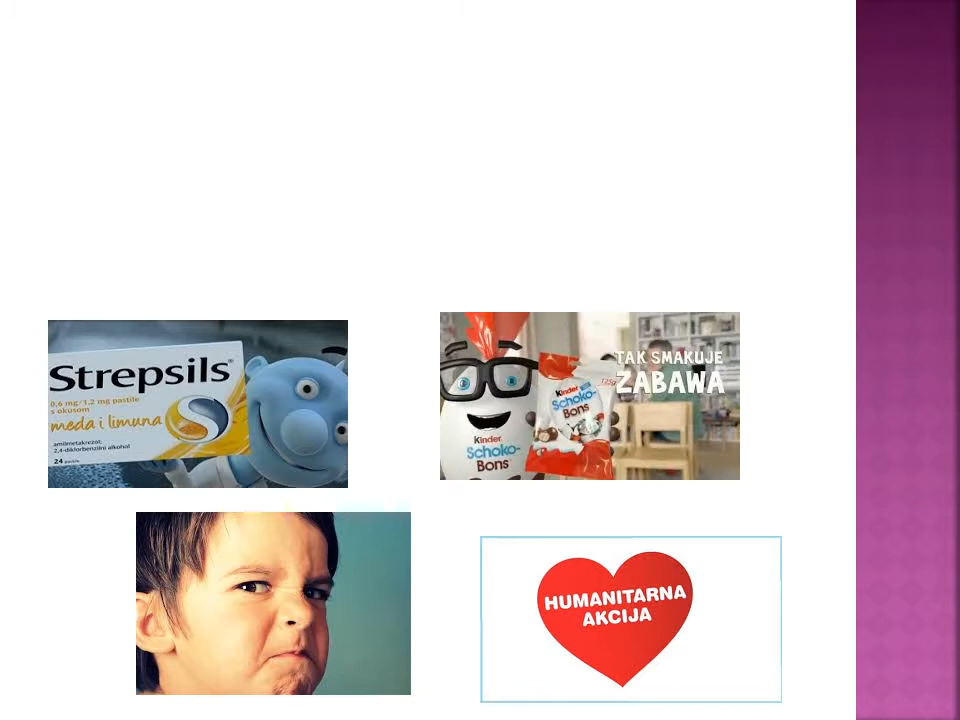 Strepsils®
0,6 mg/1,2 mg pastile
s okusom
meda i limuna
amilmetakrezol;
2,4-diklorbenzilni alkohol
24 pastile
TAK SMAKUJE
ZABAWA
125g
Kinder
Schoko-
Bons
Kinder
Schoko-
Bons
HUMANITARNA
AKCIJA